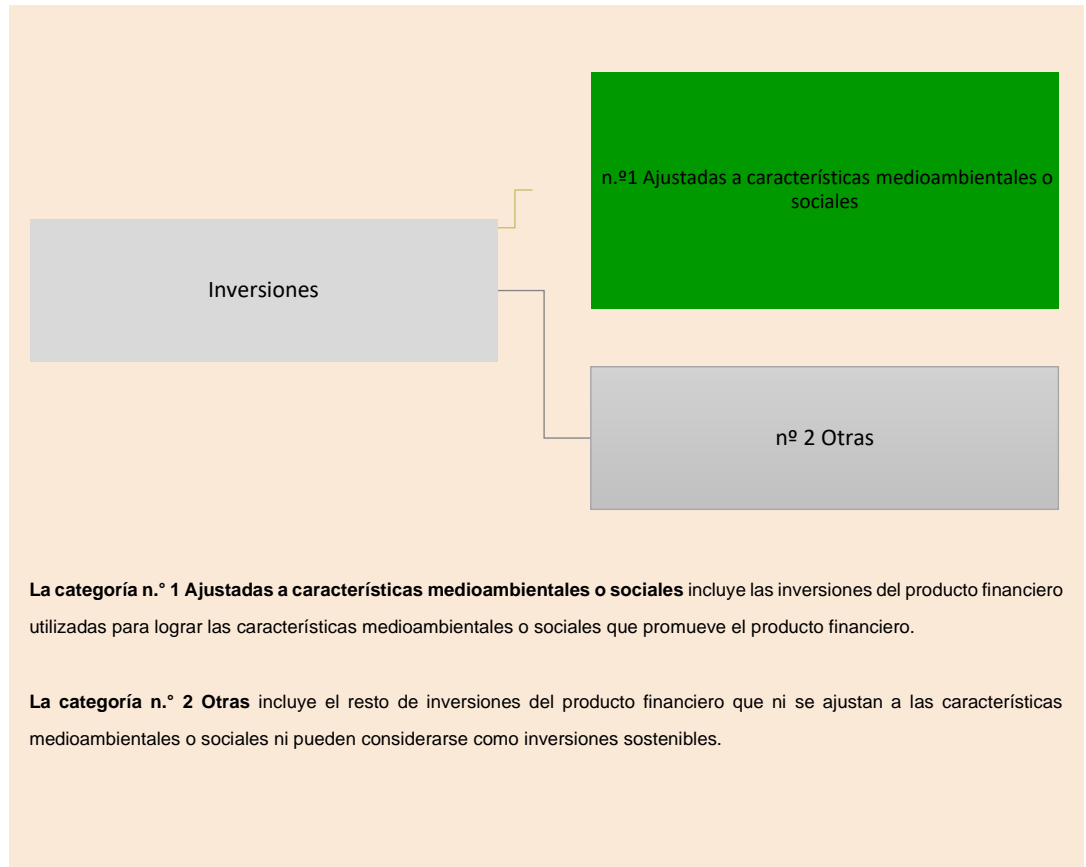 n.º1 Ajustadas a características medioambientales o
sociales
Inversiones
nº 2 Otras
La categoría n.° 1 Ajustadas a características medioambientales o sociales incluye las inversiones del producto financiero
utilizadas para lograr las características medioambientales o sociales que promueve el producto financiero.
La categoría n.° 2 Otras incluye el resto de inversiones del producto financiero que ni se ajustan a las características
medioambientales o sociales ni pueden considerarse como inversiones sostenibles.